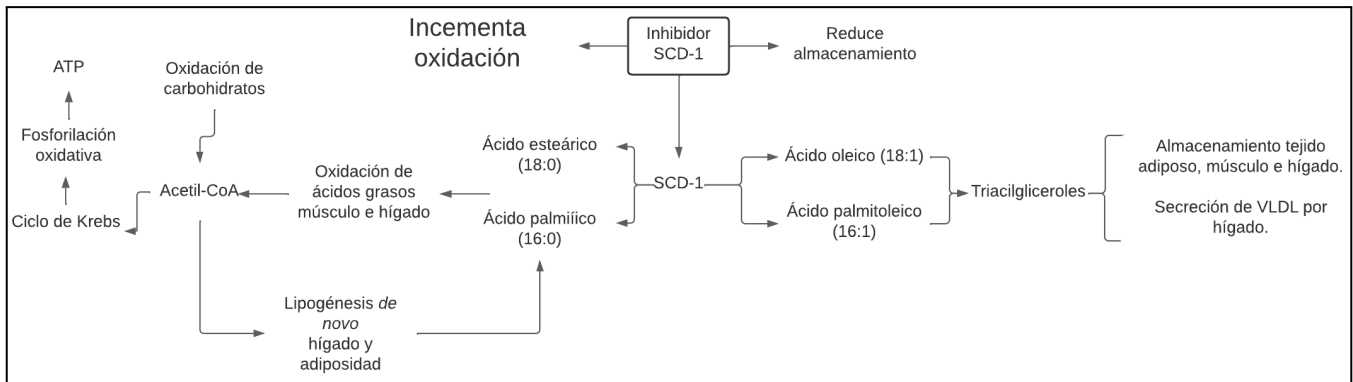 Incementa
oxidación
Inhibidor
SCD-1
Reduce
almacenamiento
ATP
Oxidación de
carbohidratos
Fosforilación
oxidativa
Ácido esteárico
(18:0)
Oxidación de
ácidos grasos
músculo e hígado
Acetil-CoA
Ciclo de Krebs
Ácido palmiíico
(16:0)
SCD-1
Ácido oleico (18:1)
Ácido palmitoleico
(16:1)
Triacilgliceroles
Almacenamiento tejido
adiposo, músculo e hígado.
Secreción de VLDL por
hígado.
Lipogénesis de
novo
hígado y
adiposidad